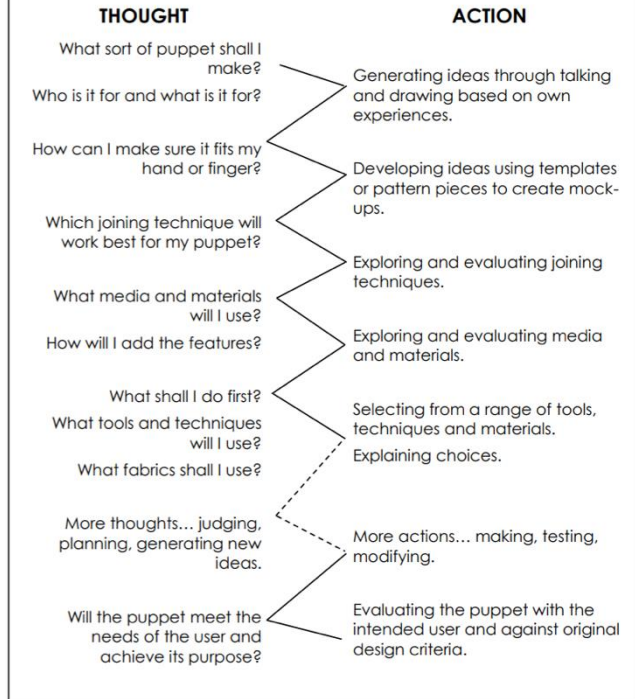 THOUGHT
ACTION
What sort of puppet shall I
make?
Who is it for and what is it for?
Generating ideas through talking
and drawing based on own
experiences.
How can I make sure it fits my
hand or finger?
Developing ideas using templates
or pattern pieces to create mock-
ups.
Which joining technique will
work best for my puppet?
Exploring and evaluating joining
techniques.
What media and materials
will I use?
How will I add the features?
Exploring and evaluating media
and materials.
What shall I do first?
What tools and techniques
will I use?
What fabrics shall I use?
Selecting from a range of tools,
techniques and materials.
Explaining choices.
More thoughts... judging,
planning, generating new
ideas.
More actions... making, testing,
modifying.
Will the puppet meet the
needs of the user and
achieve its purpose?
Evaluating the puppet with the
intended user and against original
design criteria.